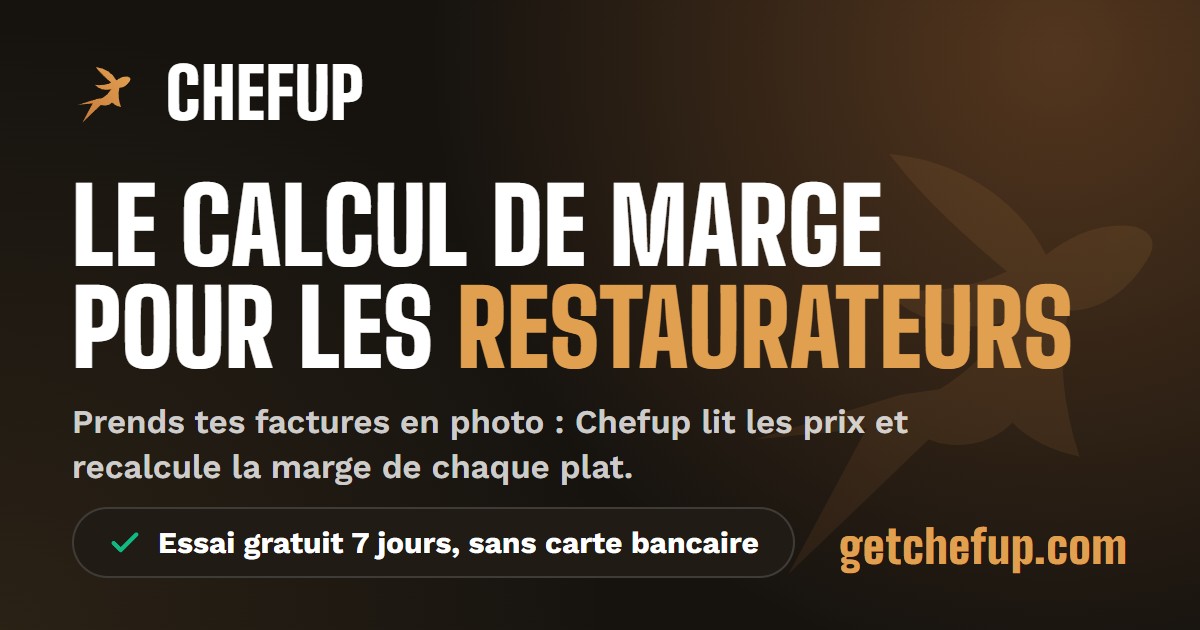 CHEFUP
LE CALCUL DE MARGE
POUR LES RESTAURATEURS
Prends tes factures en photo : Chefup lit les prix et
recalcule la marge de chaque plat.
Essai gratuit 7 jours, sans carte bancaire
getchefup.com